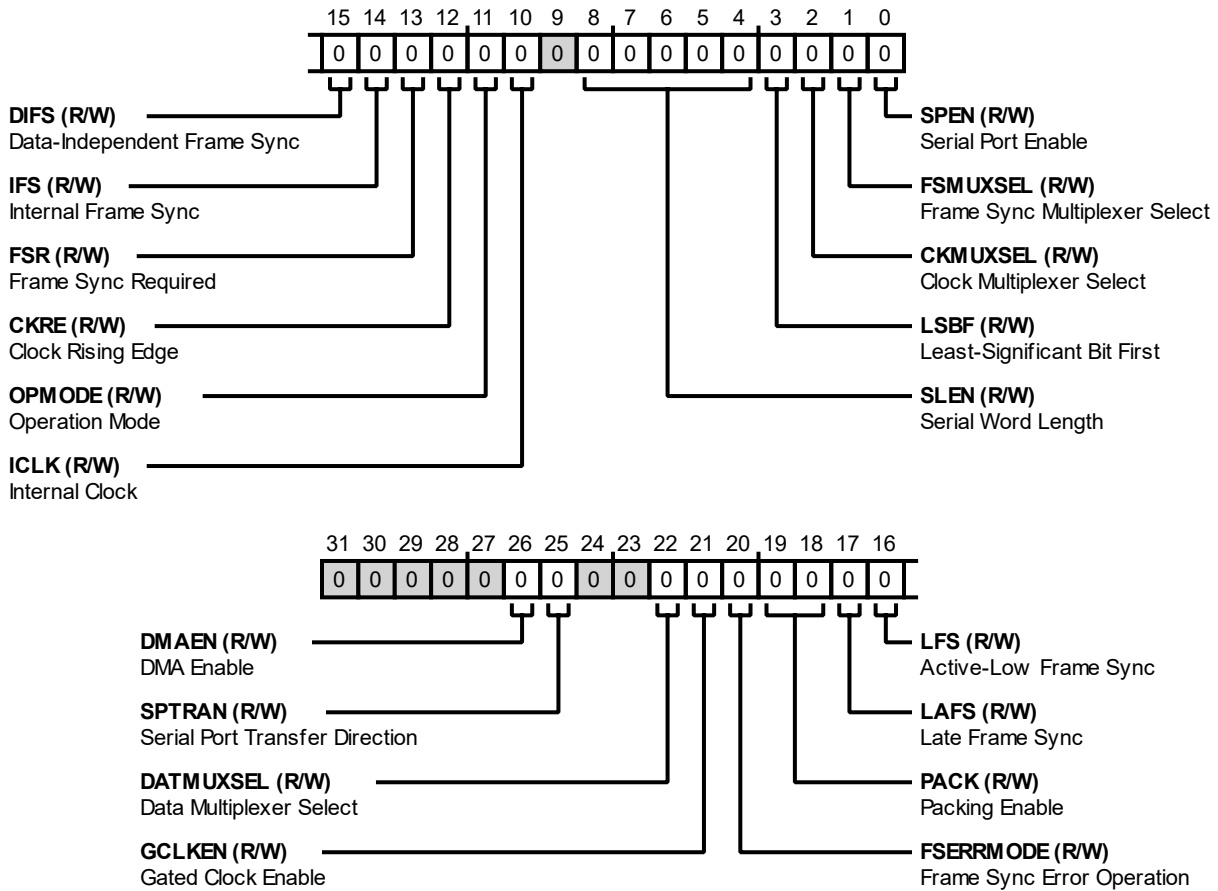 15 14 13 12 11 10 9 8 7 6 5 4 3 2 1 0
0 0 0 0 0 0 0 0 0 0 0 0 0 0 0 0
DIFS (R/W)
Data-Independent Frame Sync
IFS (R/W)
Internal Frame Sync
FSR (R/W)
Frame Sync Required
CKRE (R/W)
Clock Rising Edge
OPMODE (R/W)
Operation Mode
ICLK (R/W)
Internal Clock
SPEN (R/W)
Serial Port Enable
FSMUXSEL (R/W)
Frame Sync Multiplexer Select
CKMUXSEL (R/W)
Clock Multiplexer Select
LSBF (R/W)
Least-Significant Bit First
SLEN (R/W)
Serial Word Length
31 30 29 28 27 26 25 24 23 22 21 20 19 18 17 16
0 0 0 0 0 0 0 0 0 0 0 0 0 0 0 0
DMAEN (R/W)
DMA Enable
SPTRAN (R/W)
Serial Port Transfer Direction
DATMUXSEL (R/W)
Data Multiplexer Select
GCLKEN (R/W)
Gated Clock Enable
LFS (R/W)
Active-Low Frame Sync
LAFS (R/W)
Late Frame Sync
PACK (R/W)
Packing Enable
FSERRMODE (R/W)
Frame Sync Error Operation